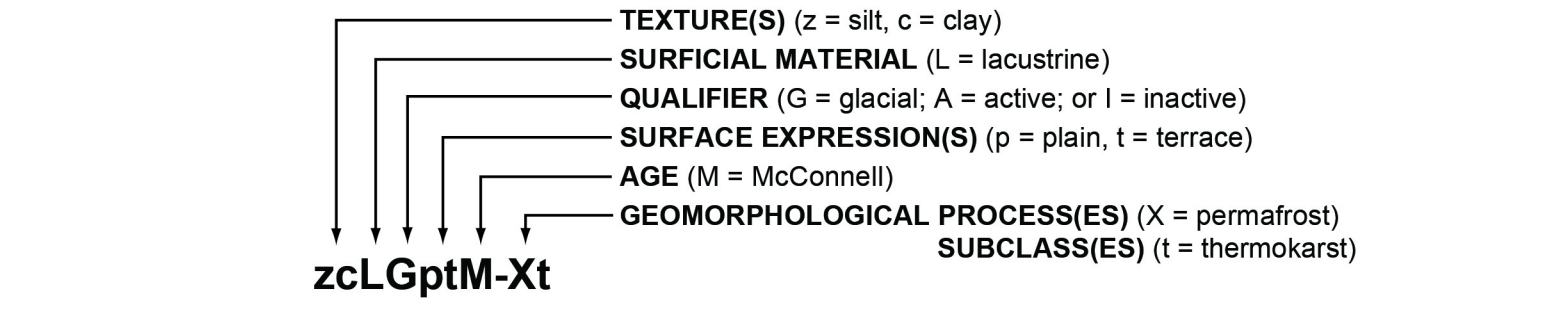 TEXTURE(S) (z = silt, c = clay)
SURFICIAL MATERIAL (L = lacustrine)
QUALIFIER (G = glacial; A = active; or I = inactive)
SURFACE EXPRESSION(S) (p = plain, t = terrace)
AGE (M = McConnell)
GEOMORPHOLOGICAL PROCESS(ES) (X = permafrost)
SUBCLASS(ES) (t = thermokarst)
zcLGptM-Xt